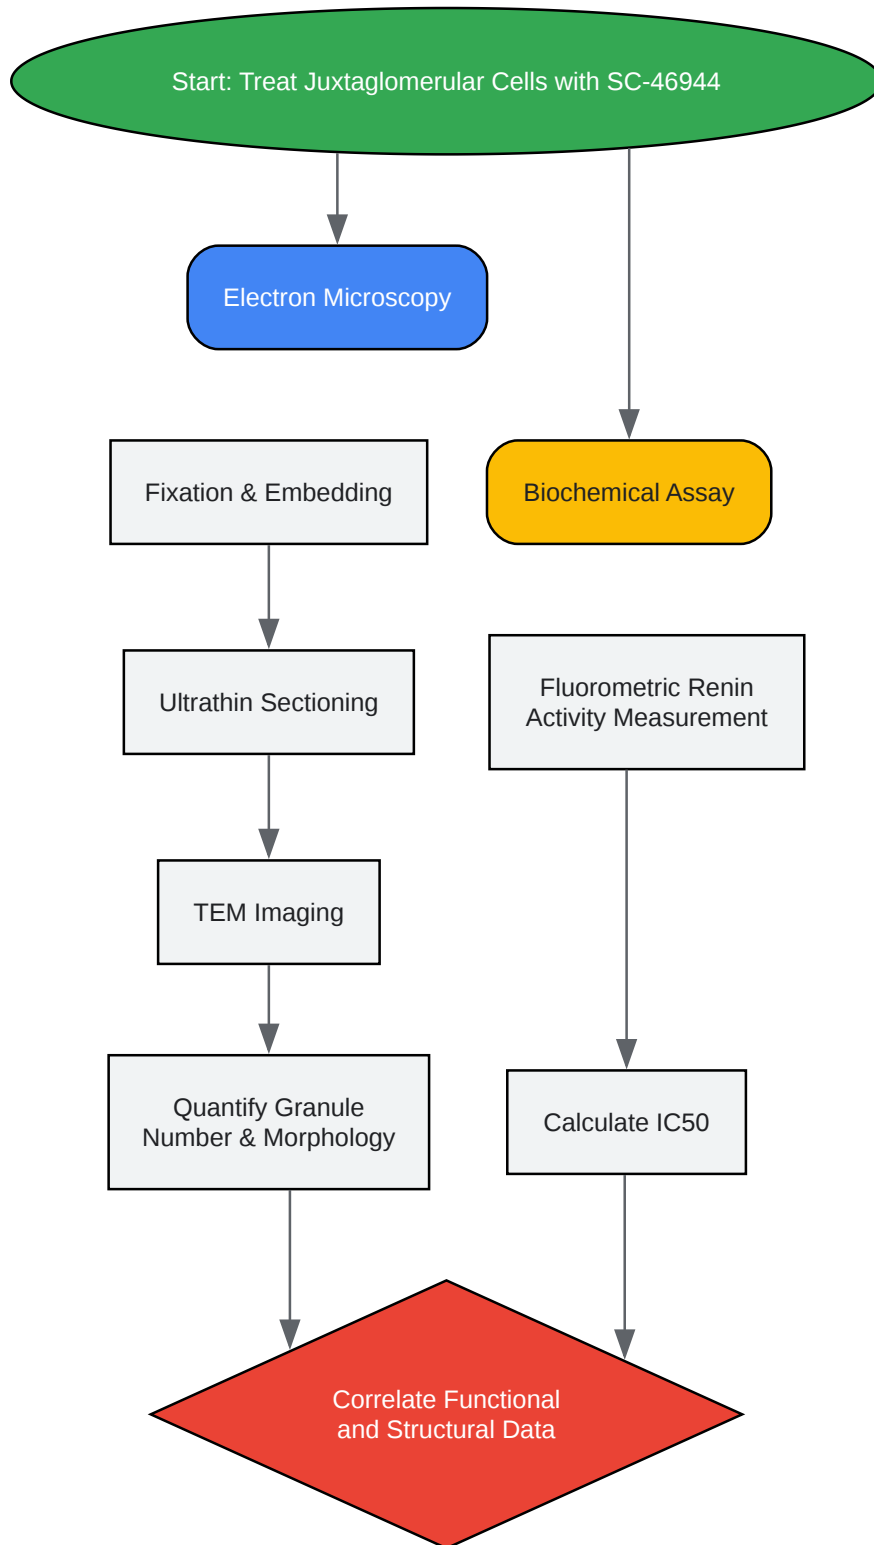 Start: Treat Juxtaglomerular Cells with SC-46944
Electron Microscopy
Fixation & Embedding
Biochemical Assay
Ultrathin Sectioning
Fluorometric Renin
Activity Measurement
TEM Imaging
Quantify Granule
Number & Morphology
Calculate IC50
Correlate Functional
and Structural Data